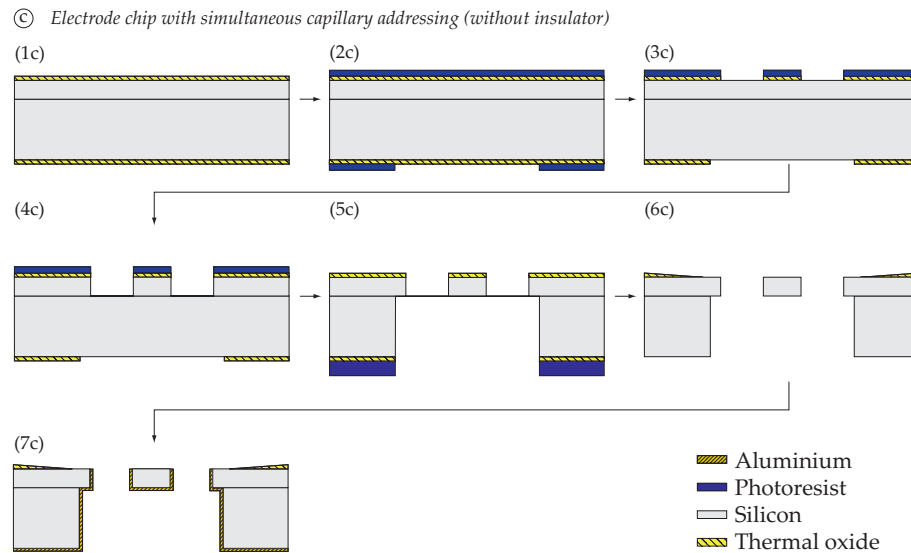 c Electrode chip with simultaneous capillary addressing (without insulator)
(1c)
(2c)
(3c)
(4c)
(5c)
(6c)
(7c)
Aluminium
Photoresist
Silicon
Thermal oxide